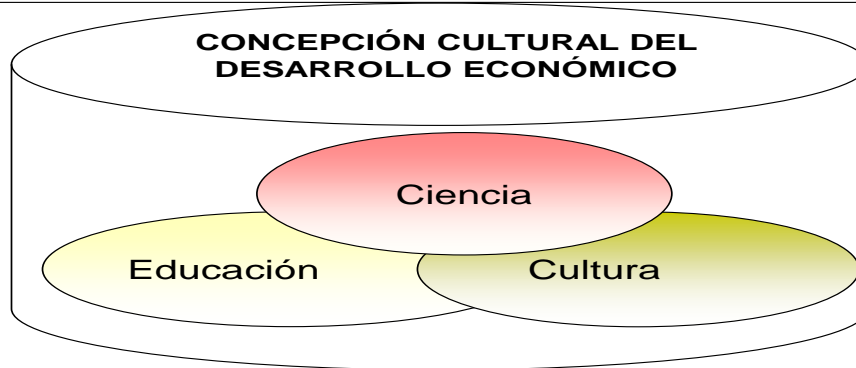 CONCEPCIÓN CULTURAL DEL
DESARROLLO ECONÓMICO
Ciencia
Educación
Cultura